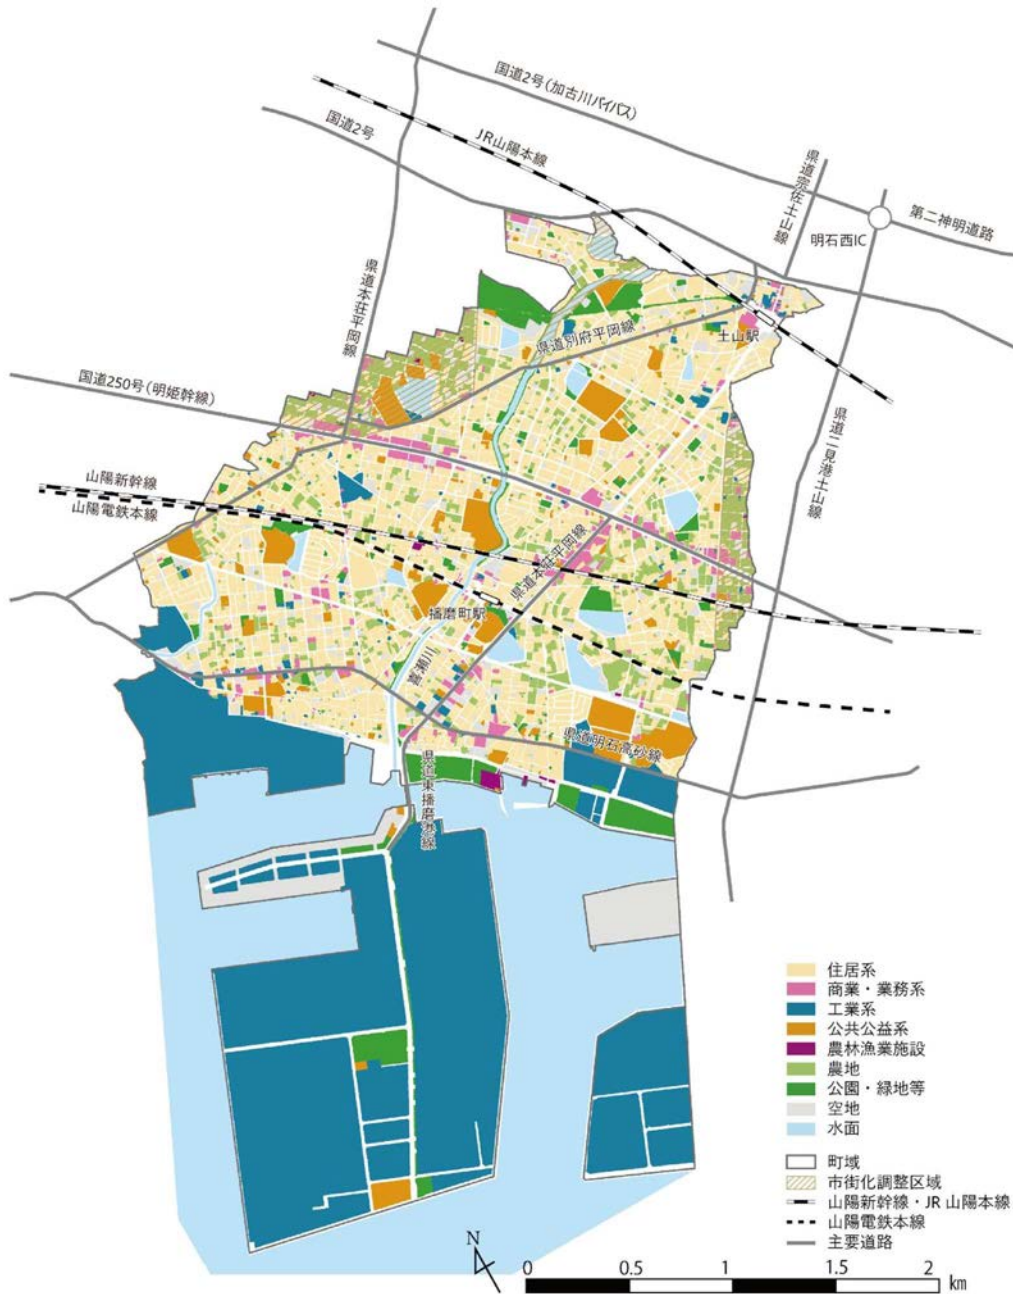 国道2号(加古川バイパス)
JR山陽本線
国道2号
県道宗佐土山線
第二神明道路
明石西IC
県道本荘平岡線
県道別府平岡線
土山駅
国道250号(明姫幹線)
県道二見港土山線
山陽新幹線
山陽電鉄本線
県道本荘平岡線
播磨町駅
喜瀬川
県道明石高砂線
県道東播磨港線
住居系
商業・業務系
工業系
公共公益系
農林漁業施設
農地
公園・緑地等
空地
水面
町域
市街化調整区域
山陽新幹線・JR 山陽本線
山陽電鉄本線
主要道路
N
0 0.5 1 1.5 2
km